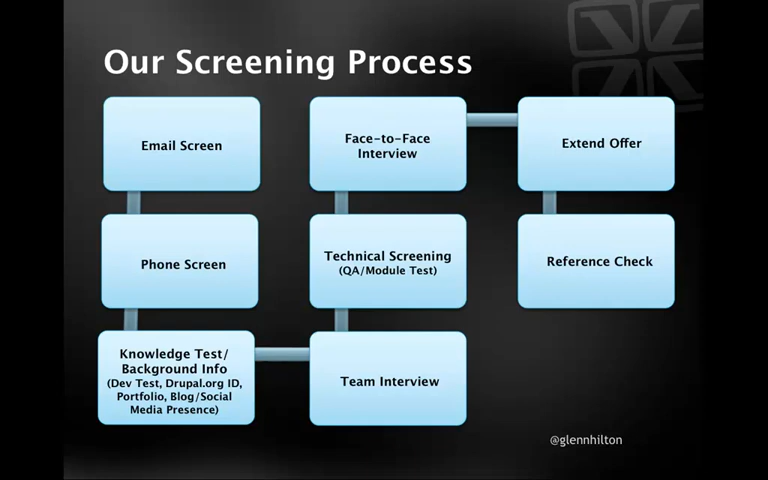 Our Screening Process
Email Screen
Phone Screen
Knowledge Test/
Background Info
(Dev Test, Drupal.org ID,
Portfolio, Blog/Social
Media Presence)
Team Interview
Technical Screening
(QA/Module Test)
Face-to-Face
Interview
Extend Offer
Reference Check
@glennhilton